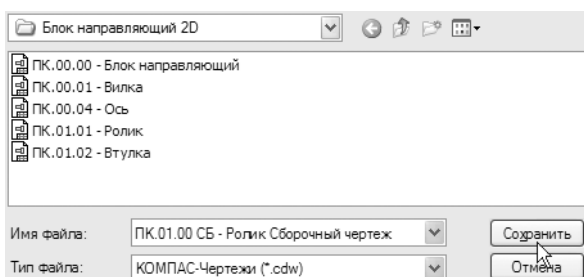 Блок направляющий 2D
ПК.00.00 - Блок направляющий
ПК.00.01 - Вилка
ПК.00.04 - Ось
ПК.01.01 - Ролик
ПК.01.02 - Втулка
Имя файла: ПК.01.00 СБ - Ролик Сборочный чертеж Сохранить
Тип файла: КОМПАС-Чертежи (*.cdw) Отмена